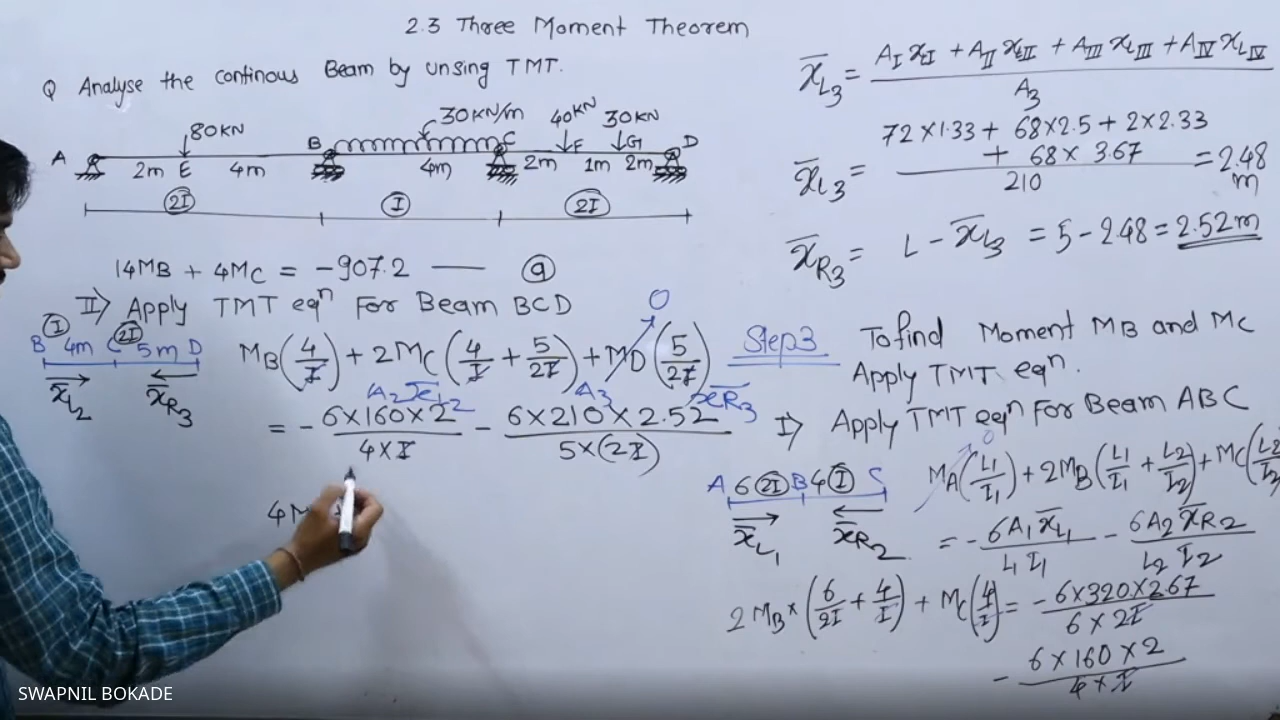 2.3 Three Moment Theorem
Q Analyse the continous Beam by unsing TMT.
80KN
30KN/m
40KN
30KN
A
B
C
F
G
D
2m E 4m
4m
2m 1m 2m
2I
I
2I
14MB + 4MC = -907.2 — a
II) Apply TMT eqn For Beam BCD
I 2I
B 4m C 5m D
x̄L2 x̄R3
MB(4/I) + 2MC(4/I + 5/2I) + MD(5/2I) 0
A2 x̄L2 A3 x̄R3
= - 6×160×2 / 4×I - 6×210×2.52 / 5×(2I)
4M
x̄L3 = AI xI + AII xLII + AIII xLIII + AIV xLIV / A3
x̄L3 = 72×1.33 + 68×2.5 + 2×2.33 + 68×3.67 / 210 = 2.48 m
x̄R3 = L - x̄L3 = 5 - 2.48 = 2.52m
Step3 To find Moment MB and MC
Apply TMT eqn.
I) Apply TMT eqn For Beam ABC
A 6 2I B 4 I C
x̄L1 x̄R2
0
MA(L1/I1) + 2MB(L1/I1 + L2/I2) + MC(L2/I2
= - 6A1 x̄L1 / L1 I1 - 6A2 x̄R2 / L2 I2
2MB × (6/2I + 4/I) + MC(4/I) = - 6×320×2.67 / 6×2I
- 6×160×2 / 4×I
SWAPNIL BOKADE